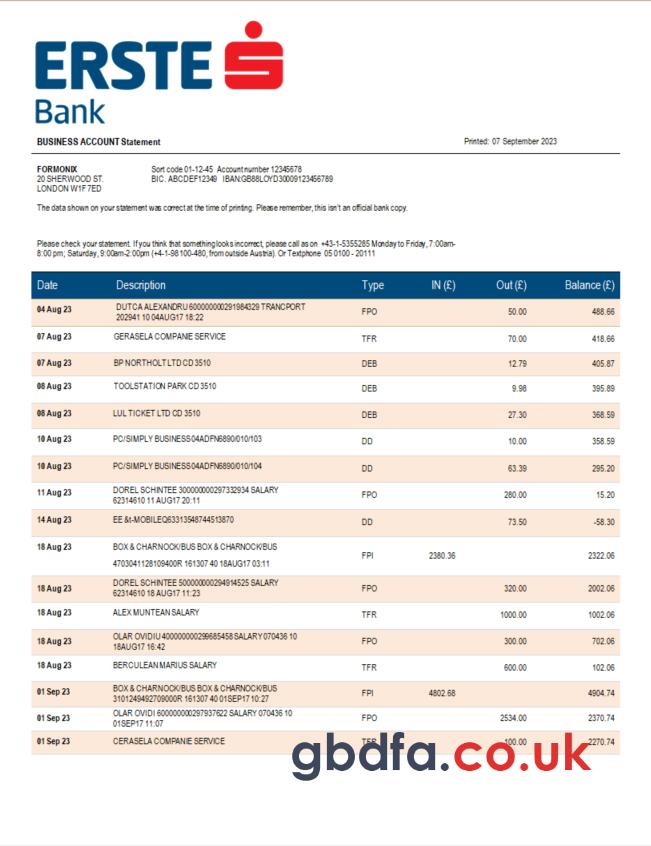 ERSTE
Bank
BUSINESS ACCOUNT Statement Printed: 07 September 2023
FORMONIX Sort code 01-12-45 Account number 12345678
20 SHERWOOD ST. BIC: ABCDEF12349 IBAN:GB88LOYD30009123456789
LONDON W1F 7ED
The data shown on your statement was correct at the time of printing. Please remember, this isn't an official bank copy.
Please check your statement. If you think that something looks incorrect, please call as on +43-1-5355285 Monday to Friday, 7:00am-
8:00 pm; Saturday, 9:00am-2:00pm (+4-1-98100-480, from outside Austria). Or Textphone 05 0100 - 20111
Date Description Type IN (£) Out (£) Balance (£)
04 Aug 23 DUTCA ALEXANDRU 600000000291984329 TRANCPORT FPO 50.00 488.66
202941 10 04AUG17 18:22
07 Aug 23 GERASELA COMPANIE SERVICE TFR 70.00 418.66
07 Aug 23 BP NORTHOLT LTD CD 3510 DEB 12.79 405.87
08 Aug 23 TOOLSTATION PARK CD 3510 DEB 9.98 395.89
08 Aug 23 LUL TICKET LTD CD 3510 DEB 27.30 368.59
10 Aug 23 PC/SIMPLY BUSINESS04ADFN6890/010/103 DD 10.00 358.59
10 Aug 23 PC/SIMPLY BUSINESS04ADFN6890/010/104 DD 63.39 295.20
11 Aug 23 DOREL SCHINTEE 300000000297332934 SALARY FPO 280.00 15.20
62314610 11 AUG17 20:11
14 Aug 23 EE &t-MOBILEQ63313548744513870 DD 73.50 -58.30
18 Aug 23 BOX & CHARNOCK/BUS BOX & CHARNOCK/BUS FPI 2380.36 2322.06
4703041128109400R 161307 40 18AUG17 03:11
18 Aug 23 DOREL SCHINTEE 500000000294914525 SALARY FPO 320.00 2002.06
62314610 18 AUG17 11:23
18 Aug 23 ALEX MUNTEAN SALARY TFR 1000.00 1002.06
18 Aug 23 OLAR OVIDIU 400000000299685458 SALARY 070436 10 FPO 300.00 702.06
18AUG17 16:42
18 Aug 23 BERCULEAN MARIUS SALARY TFR 600.00 102.06
01 Sep 23 BOX & CHARNOCK/BUS BOX & CHARNOCK/BUS FPI 4802.68 4904.74
3101249492709000R 161307 40 01SEP17 10:27
01 Sep 23 OLAR OVIDI 600000000297937622 SALARY 070436 10 FPO 2534.00 2370.74
01SEP17 11:07
01 Sep 23 CERASELA COMPANIE SERVICE TFR 100.00 2270.74
gbdfa.co.uk